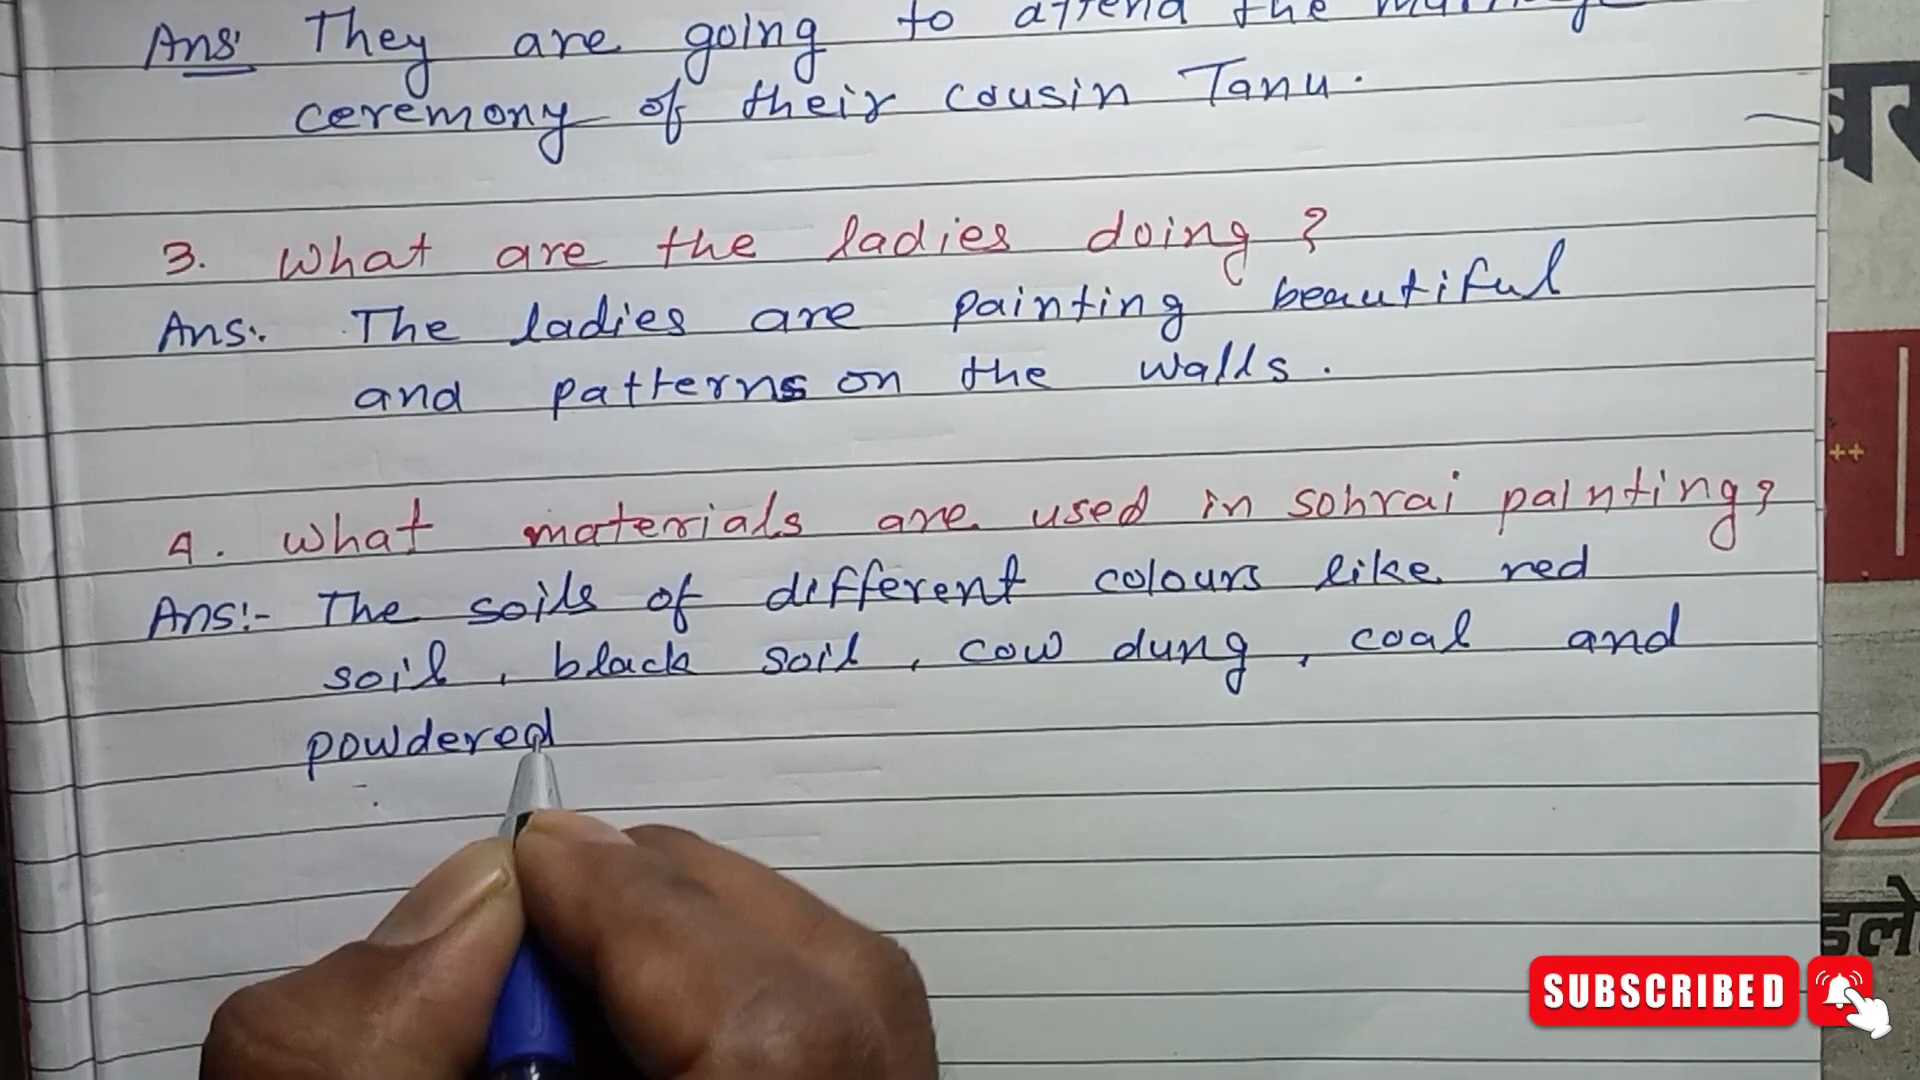 Ans: They are going to attend the
ceremony of their cousin Tanu.
3. What are the ladies doing?
Ans:. The ladies are painting beautiful
and patterns on the walls.
4. What materials are used in sohrai painting?
Ans:- The soils of different colours like red
soil, black soil, cow dung, coal and
powdered
++
SUBSCRIBED